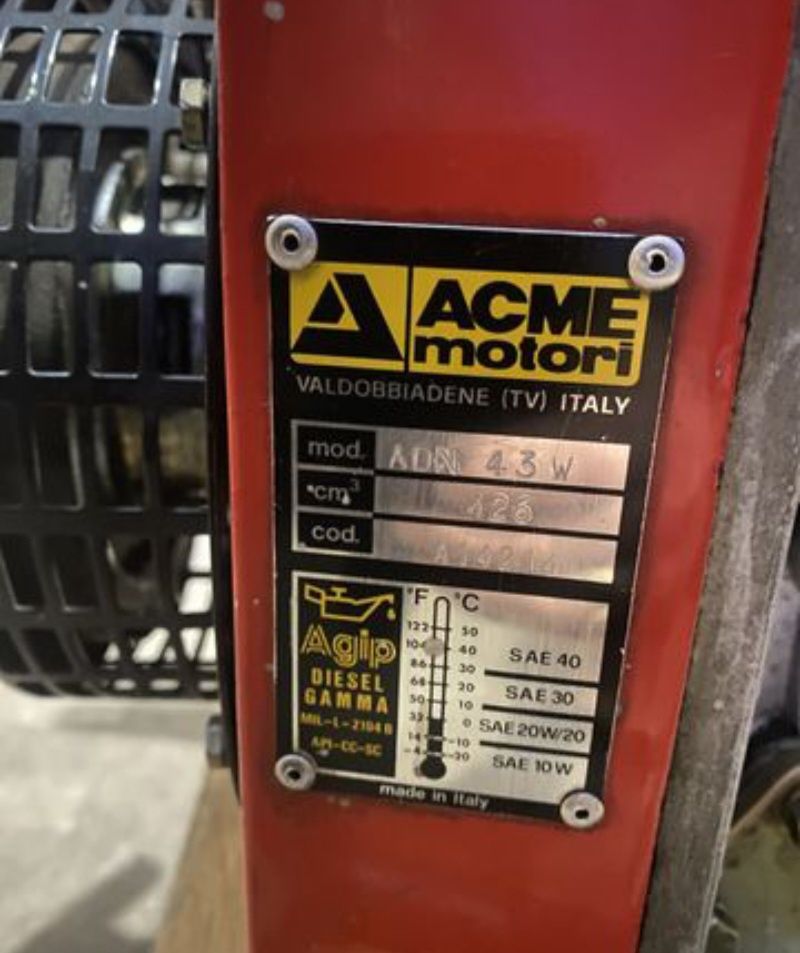 ACME
motori
VALDOBBIADENE (TV) ITALY
mod. ADN 43 W
cm³
cod.
Agip
DIESEL
GAMMA
MIL-L-2104 B
API-CC-SC
°F °C
122 50
104 40
86 30
68 20
50 10
32 0
14 -10
-4 -20
SAE 40
SAE 30
SAE 20W/20
SAE 10W
made in Italy